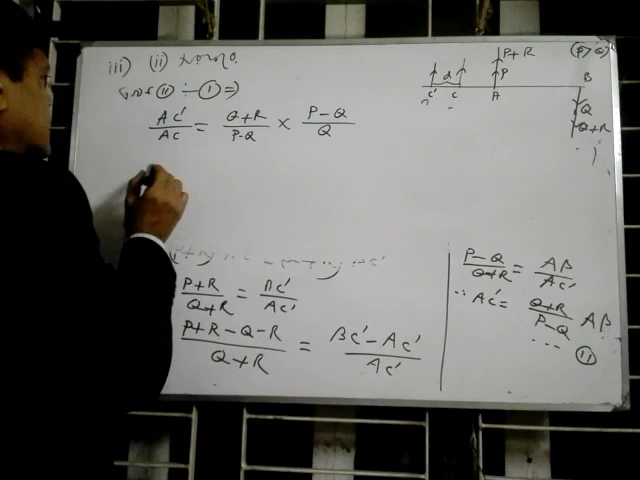 iii) (ii)
(ii) ÷ (i) ⇒
AC'/AC = Q+R/P-Q × P-Q/Q
P+R/Q+R = BC'/AC'
P+R-Q-R/Q+R = BC'-AC'/AC'
P-Q/Q+R = AB/AC'
∴ AC' = Q+R/P-Q AB
.... (ii)
P+R
(P>Q)
P
d
B
C' C A
Q
Q+R